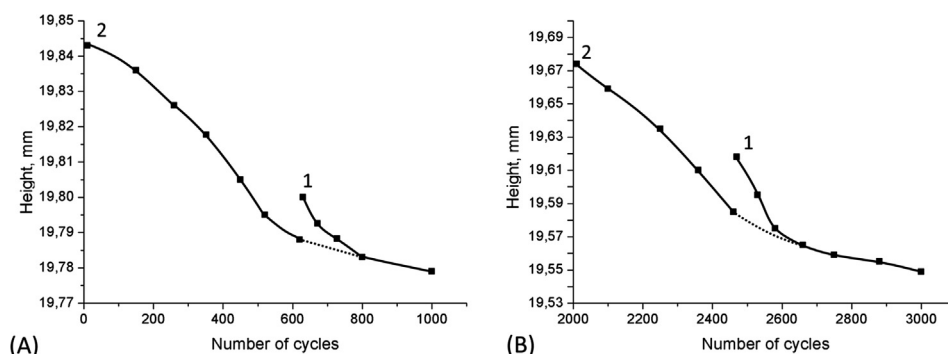 19,85
19,84
19,83
19,82
19,81
19,80
19,79
19,78
19,77
Height, mm
2
1
0 200 400 600 800 1000
Number of cycles
(A)
19,69
19,67
19,65
19,63
19,61
19,59
19,57
19,55
19,53
Height, mm
2
1
2000 2200 2400 2600 2800 3000
Number of cycles
(B)